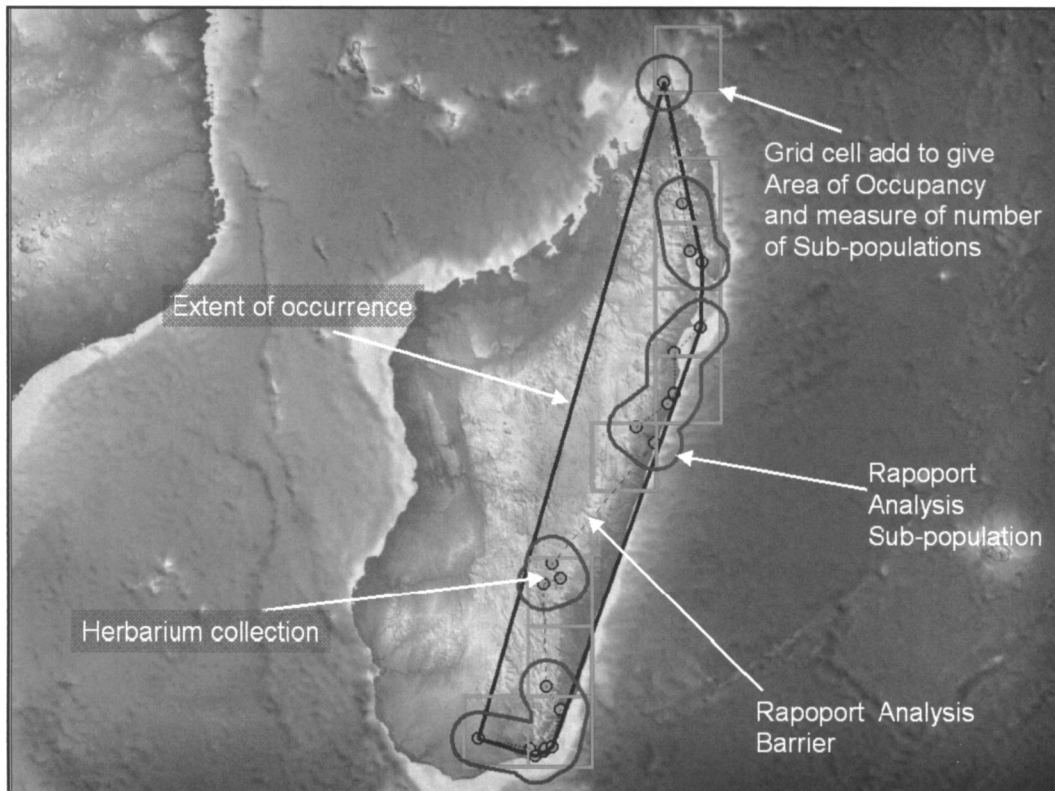 Grid cell add to give
Area of Occupancy
and measure of number
of Sub-populations
Extent of occurrence
Rapoport
Analysis
Sub-population
Herbarium collection
Rapoport Analysis
Barrier